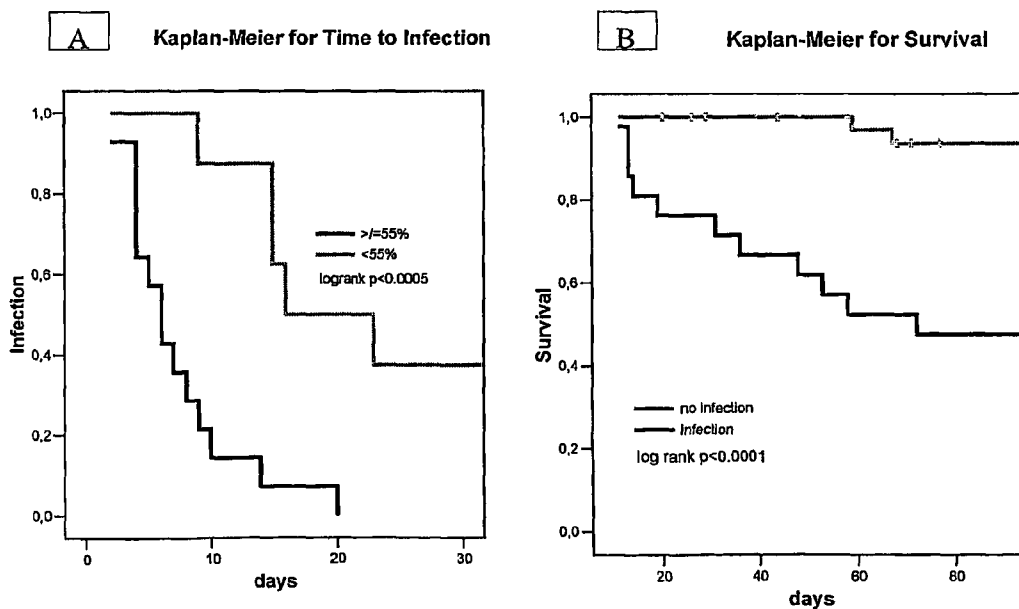 A
Kaplan-Meier for Time to Infection
1,0
0,8
0,6
0,4
0,2
0,0
Infection
>/=55%
<55%
logrank p<0.0005
0
10
20
30
days
B
Kaplan-Meier for Survival
1,0
0,8
0,6
0,4
0,2
0,0
Survival
no infection
Infection
log rank p<0.0001
20
40
60
80
days